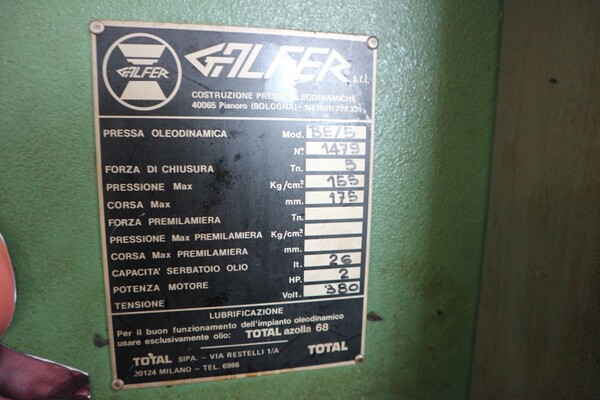 GALFER
GALFER s.r.l.
COSTRUZIONE PRESSE OLEODINAMICHE
40065 Pianoro (BOLOGNA) - Tel. (051)
PRESSA OLEODINAMICA Mod. BE/5
N° 1479
FORZA DI CHIUSURA Tn. 5
PRESSIONE Max Kg/cm² 155
CORSA Max mm. 175
FORZA PREMILAMIERA Tn.
PRESSIONE Max PREMILAMIERA Kg/cm²
CORSA Max PREMILAMIERA mm.
CAPACITA' SERBATOIO OLIO lt. 26
POTENZA MOTORE HP. 2
TENSIONE Volt. 380
LUBRIFICAZIONE
Per il buon funzionamento dell'impianto oleodinamico
usare esclusivamente olio: TOTAL azolla 68
TOTAL SIPA. - VIA RESTELLI 1/A TOTAL
20124 MILANO - TEL. 6986